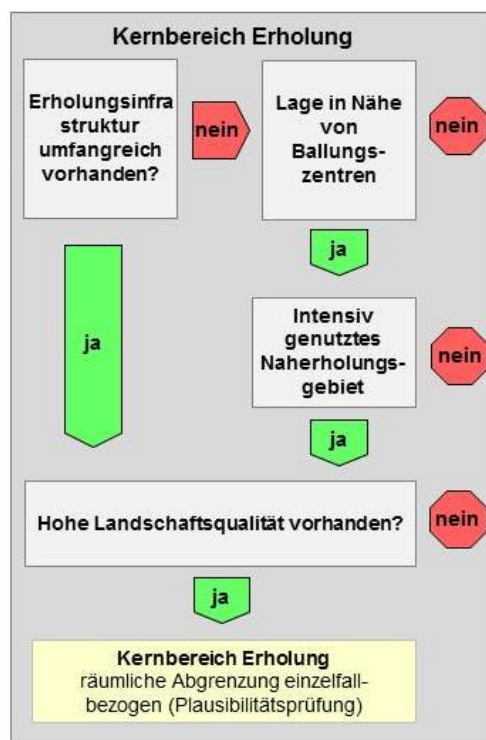 Kernbereich Erholung
Erholungsinfra
struktur
umfangreich
vorhanden?
nein
Lage in Nähe
von
Ballungs-
zentren
nein
ja
ja
Intensiv
genutztes
Naherholungs-
gebiet
nein
ja
Hohe Landschaftsqualität vorhanden?
nein
ja
Kernbereich Erholung
räumliche Abgrenzung einzelfall-
bezogen (Plausibilitätsprüfung)